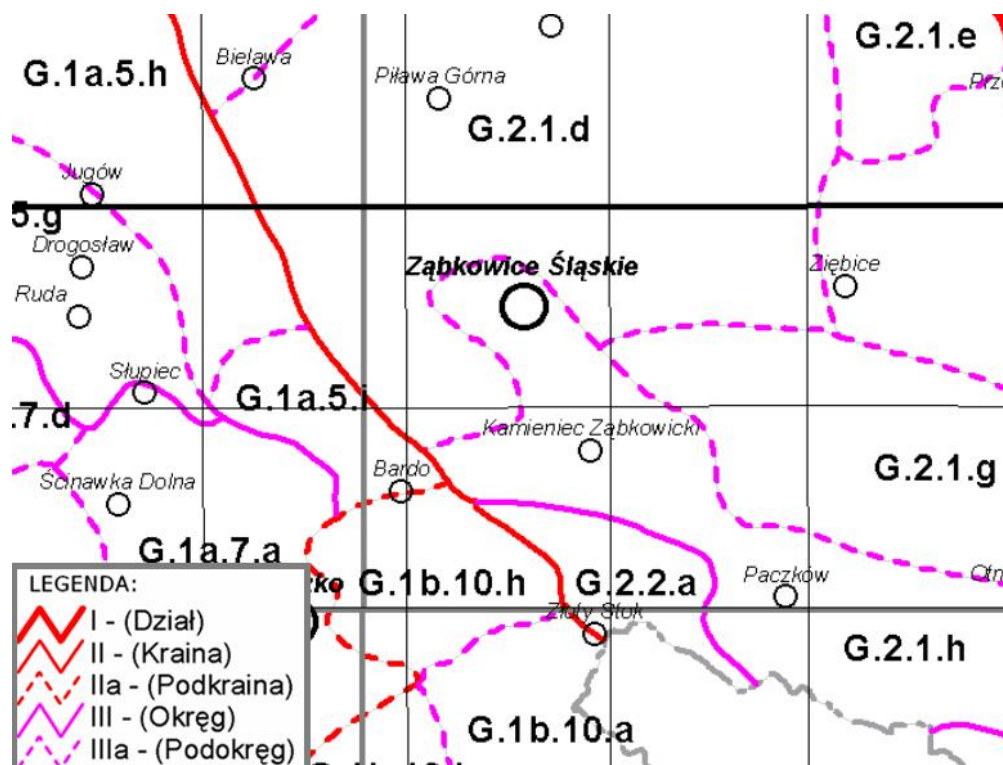 G.2.1.e
Bielawa
G.1a.5.h
Piława Górna
G.2.1.d
Jugów
5.g
Drogosław
Ząbkowice Śląskie
Ziębice
Ruda
Słupiec
G.1a.5.i
.7.d
Kamieniec Ząbkowicki
Bardo
G.2.1.g
Ścinawka Dolna
G.1a.7.a
G.1b.10.h
G.2.2.a
Paczków
Złoty Stok
G.2.1.h
G.1b.10.a
LEGENDA:
I - (Dział)
II - (Kraina)
IIa - (Podkraina)
III - (Okręg)
IIIa - (Podokręg)